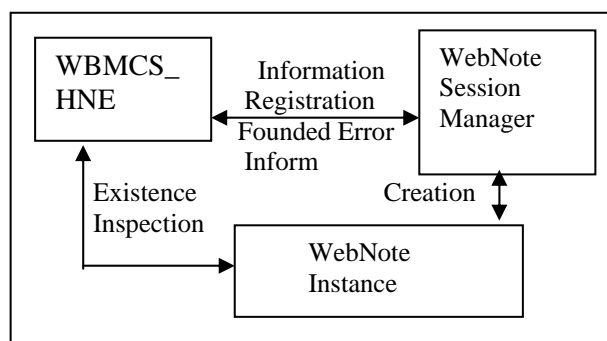 WBMCS_
HNE
Information
Registration
Founded Error
Inform
WebNote
Session
Manager
Existence
Inspection
Creation
WebNote
Instance